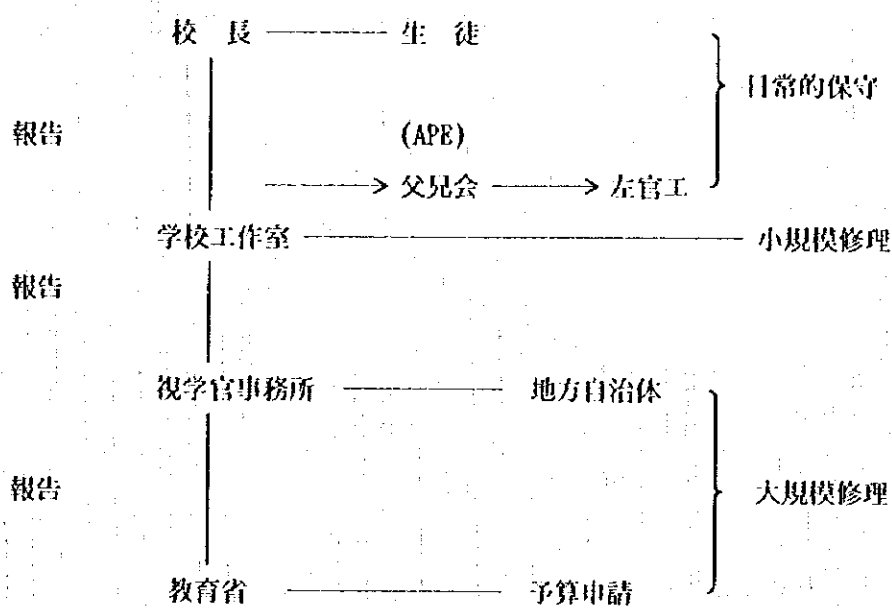 校 長 生 徒
日常的保守
報告 (APE)
父兄会 左官工
学校工作室 小規模修理
報告
視学官事務所 地方自治体
報告 大規模修理
教育省 予算申請